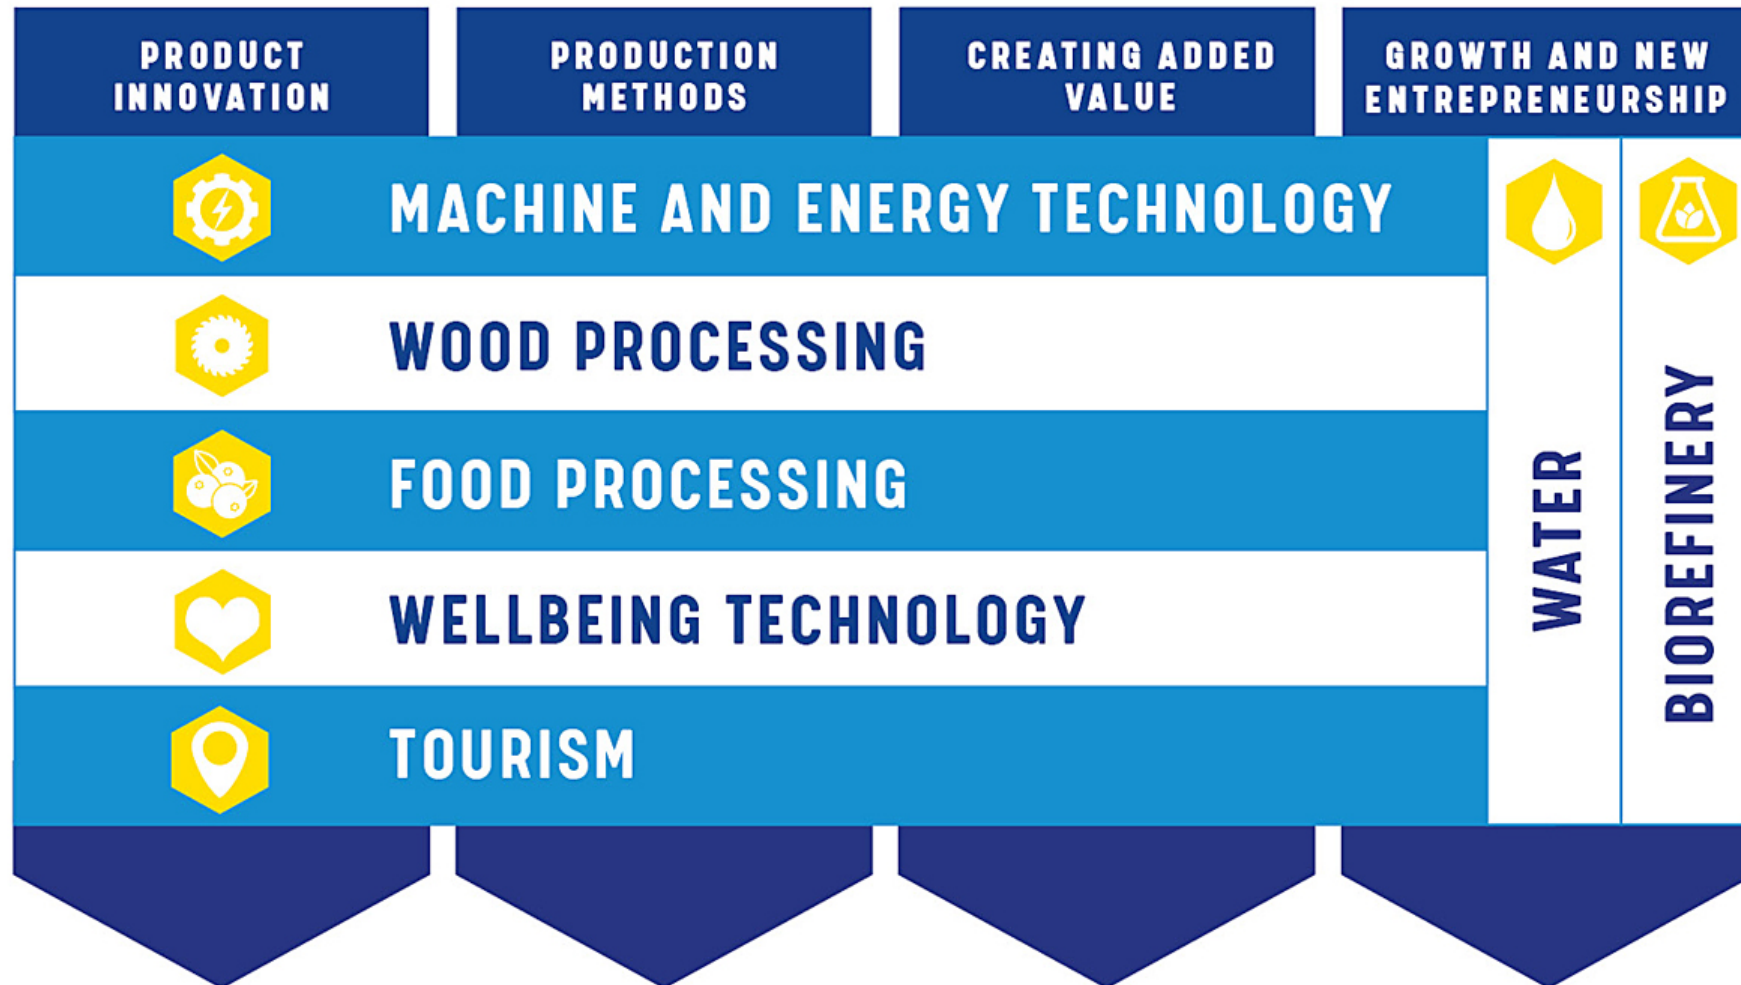 PRODUCT
INNOVATION
PRODUCTION
METHODS
CREATING ADDED
VALUE
GROWTH AND NEW
ENTREPRENEURSHIP
MACHINE AND ENERGY TECHNOLOGY
WOOD PROCESSING
FOOD PROCESSING
WELLBEING TECHNOLOGY
TOURISM
WATER
BIOREFINERY